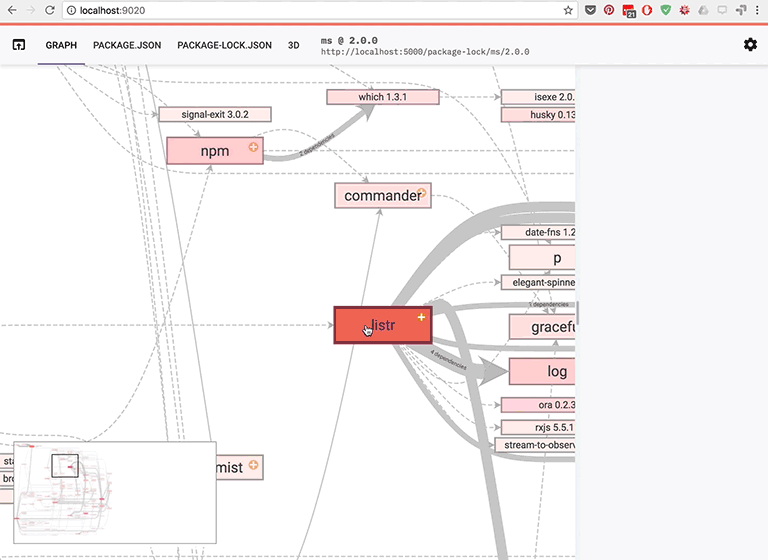 localhost:9020
21
GRAPH
PACKAGE.JSON
PACKAGE-LOCK.JSON
3D
ms @ 2.0.0
http://localhost:5000/package-lock/ms/2.0.0
which 1.3.1
isexe 2.0.
signal-exit 3.0.2
husky 0.13
npm
2 dependencies
commander
date-fns 1.2
p
elegant-spinne
1 dependencies
listr
gracefu
4 dependencies
log
ora 0.2.3
rxjs 5.5.1
stream-to-observ
sta
mist
bro